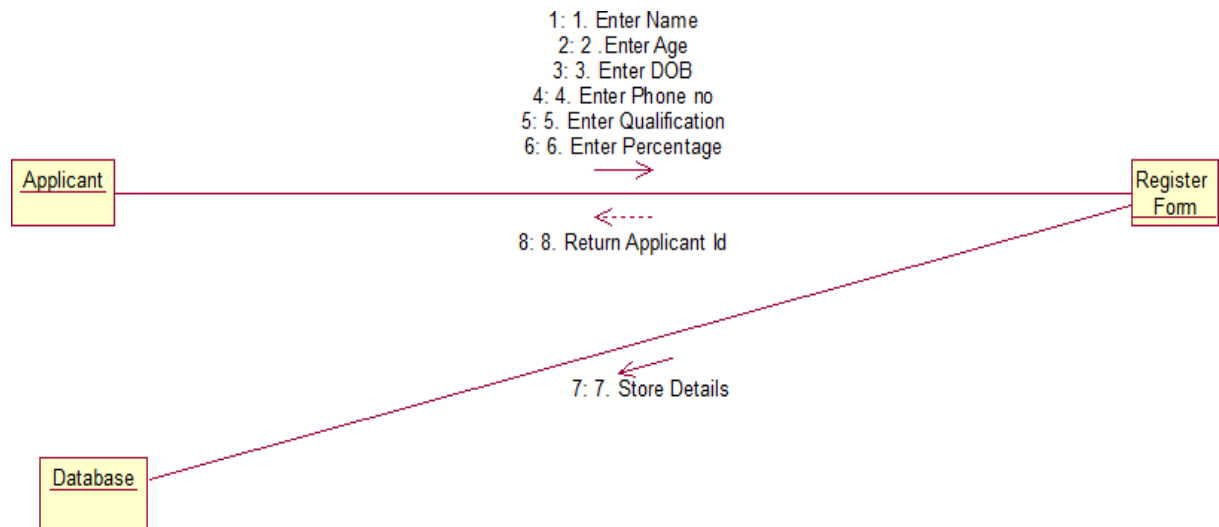 1: 1. Enter Name
2: 2 .Enter Age
3: 3. Enter DOB
4: 4. Enter Phone no
5: 5. Enter Qualification
6: 6. Enter Percentage
Applicant
Register
Form
8: 8. Return Applicant Id
7: 7. Store Details
Database